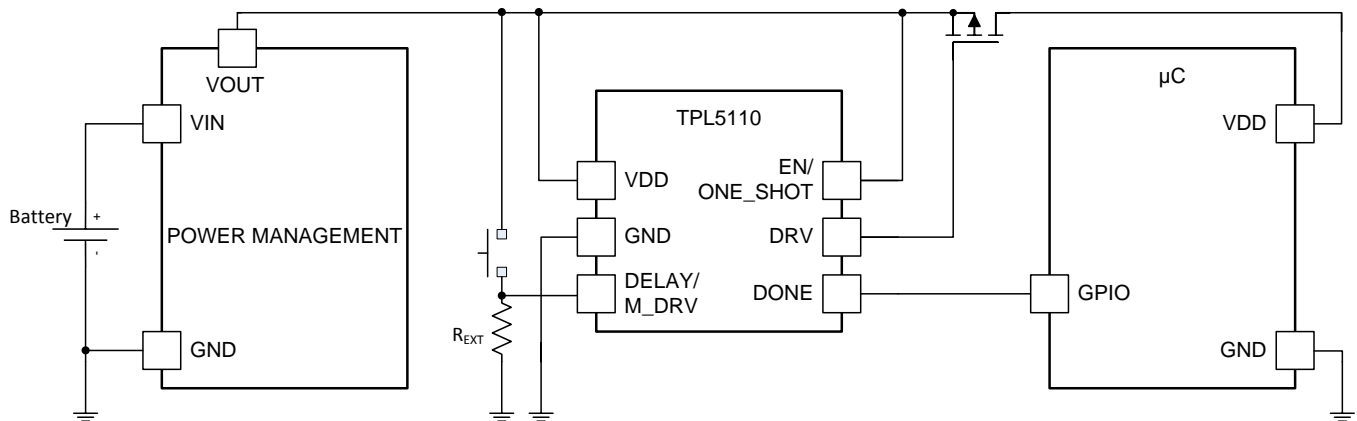 VOUT
VIN
Battery
+
-
POWER MANAGEMENT
GND
TPL5110
VDD
GND
DELAY/
M_DRV
EN/
ONE_SHOT
DRV
DONE
REXT
µC
VDD
GPIO
GND